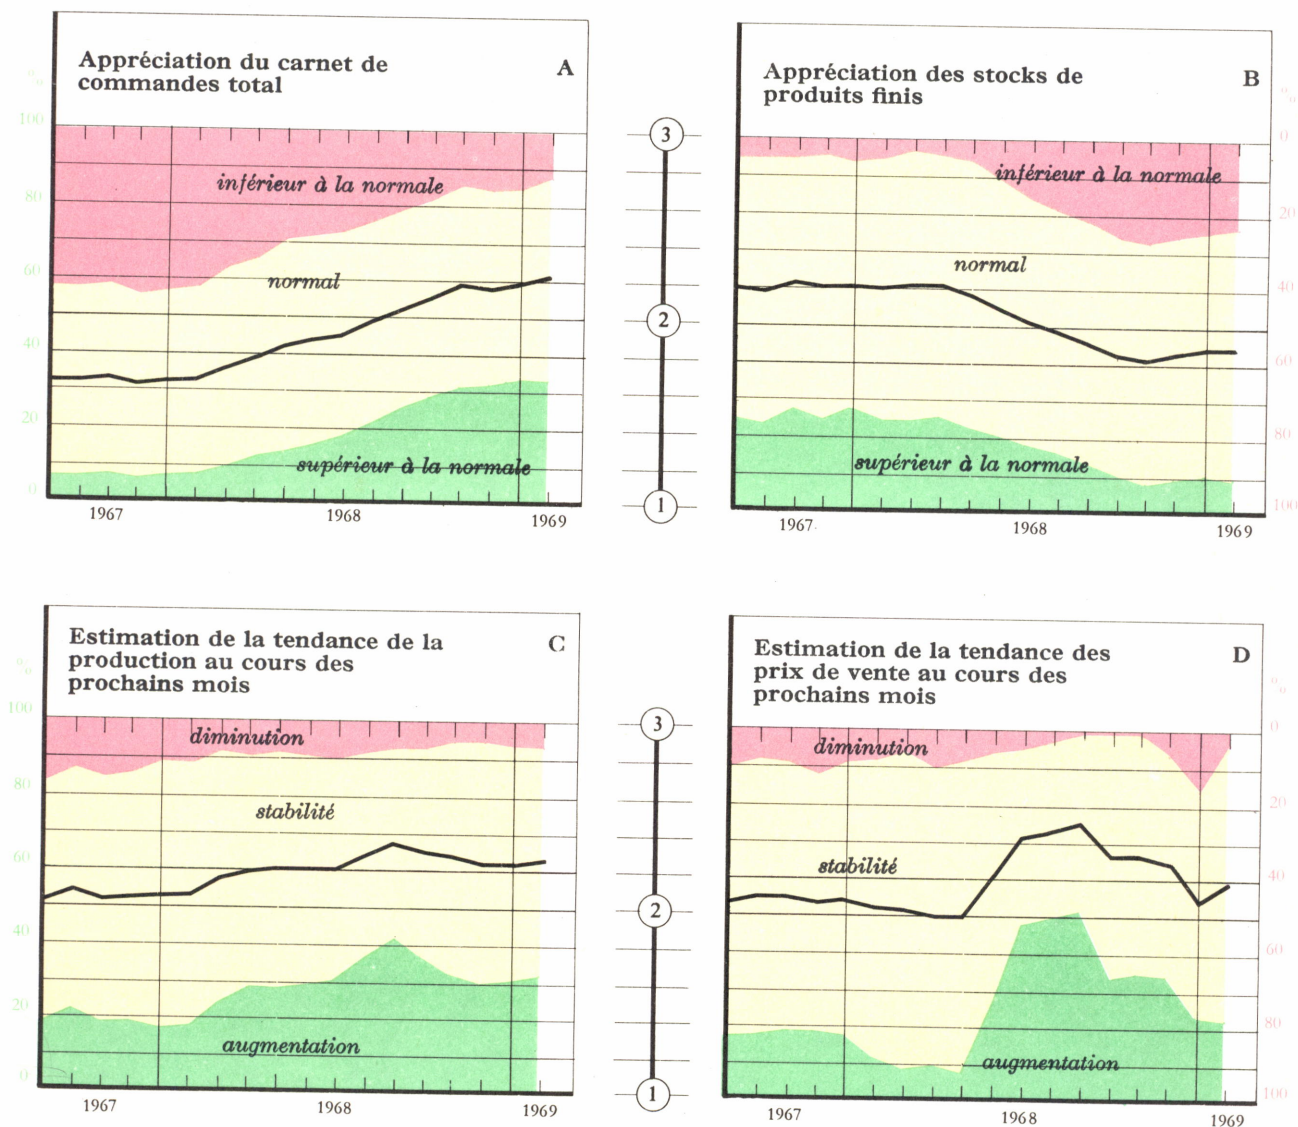 Appréciation du carnet de
commandes total
A
%
100
80
60
40
20
0
inférieur à la normale
normal
supérieur à la normale
1967
1968
1969
3
2
1
Appréciation des stocks de
produits finis
B
%
0
20
40
60
80
100
inférieur à la normale
normal
supérieur à la normale
1967
1968
1969
Estimation de la tendance de la
production au cours des
prochains mois
C
%
100
80
60
40
20
0
diminution
stabilité
augmentation
1967
1968
1969
3
2
1
Estimation de la tendance des
prix de vente au cours des
prochains mois
D
%
0
20
40
60
80
100
diminution
stabilité
augmentation
1967
1968
1969